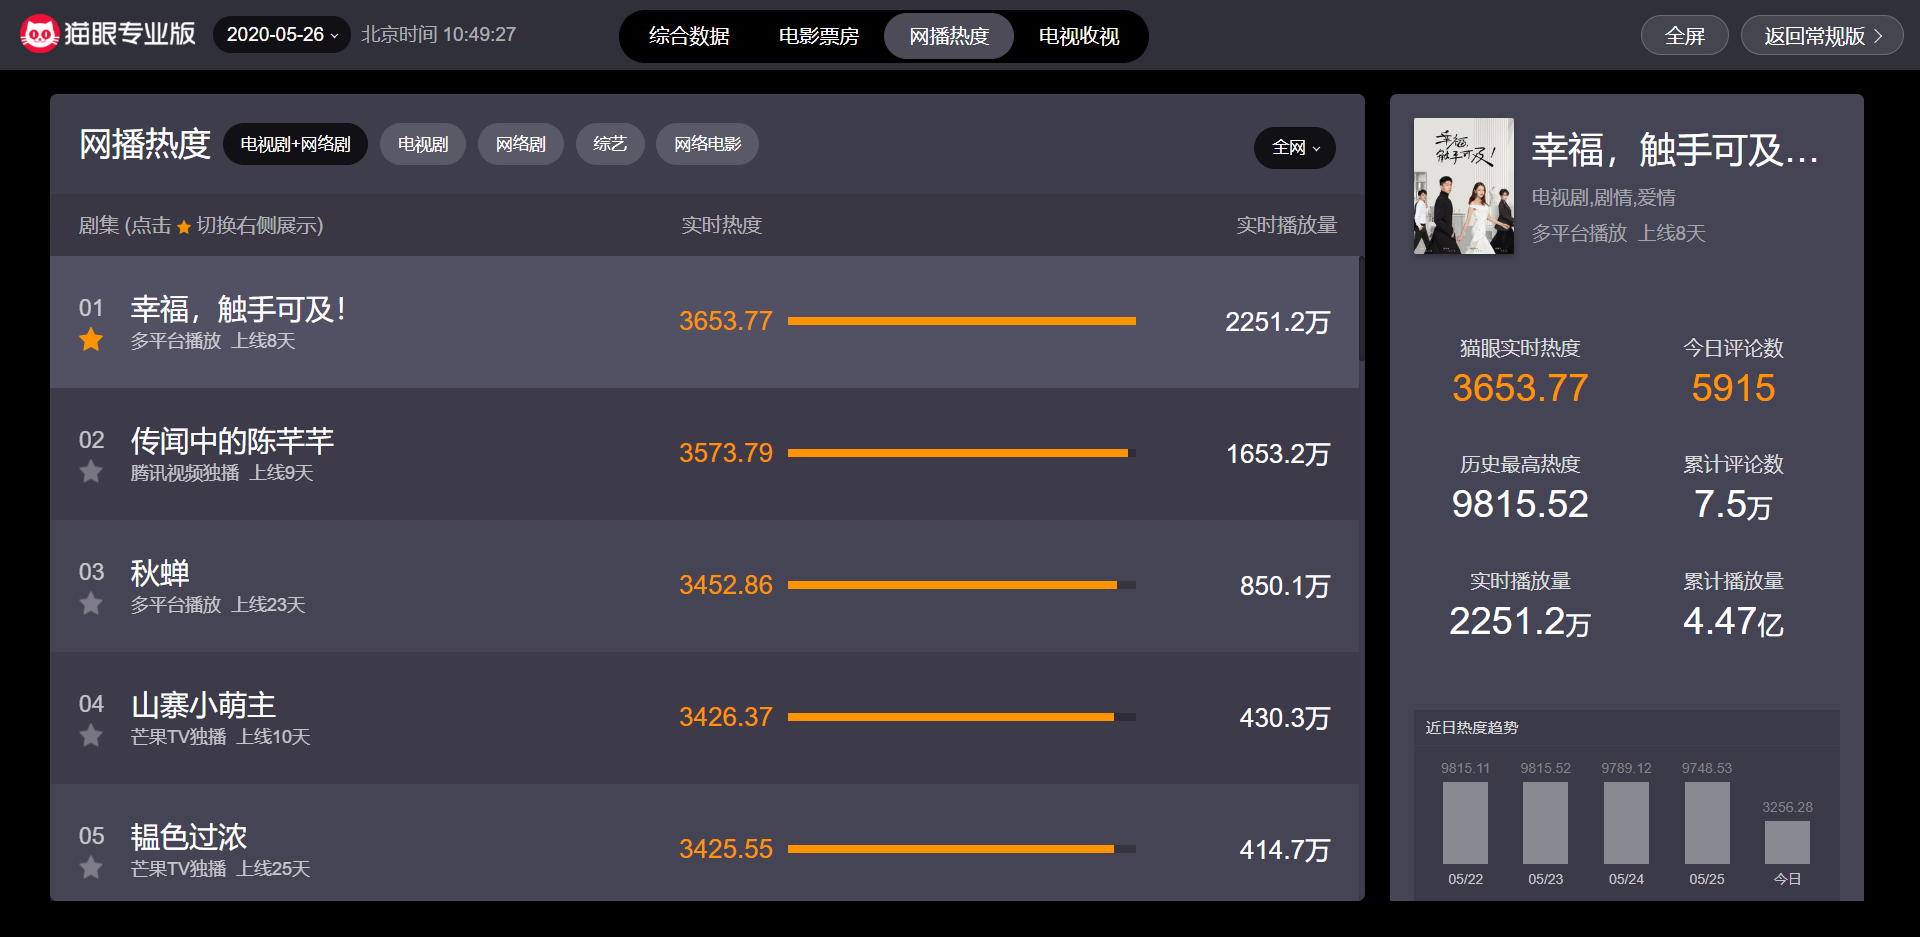 猫眼专业版 2020-05-26 北京时间 10:49:27 综合数据 电影票房 网播热度 电视收视 全屏 返回常规版
网播热度 电视剧+网络剧 电视剧 网络剧 综艺 网络电影 全网
剧集 (点击 切换右侧展示) 实时热度 实时播放量
01 幸福，触手可及！ 3653.77 2251.2万
多平台播放 上线8天
02 传闻中的陈芊芊 3573.79 1653.2万
腾讯视频独播 上线9天
03 秋蝉 3452.86 850.1万
多平台播放 上线23天
04 山寨小萌主 3426.37 430.3万
芒果TV独播 上线10天
05 韫色过浓 3425.55 414.7万
芒果TV独播 上线25天
幸福，
触手可及！
幸福，触手可及...
电视剧,剧情,爱情
多平台播放 上线8天
猫眼实时热度 今日评论数
3653.77 5915
历史最高热度 累计评论数
9815.52 7.5万
实时播放量 累计播放量
2251.2万 4.47亿
近日热度趋势
9815.11 9815.52 9789.12 9748.53 3256.28
05/22 05/23 05/24 05/25 今日